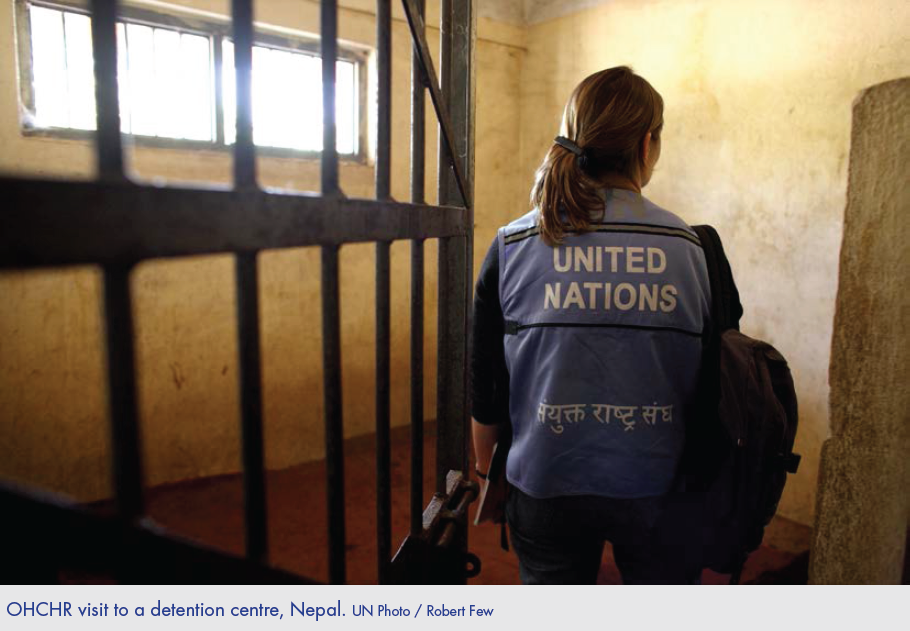 UNITED
NATIONS
संयुक्त राष्ट्र संघ
OHCHR visit to a detention centre, Nepal. UN Photo / Robert Few